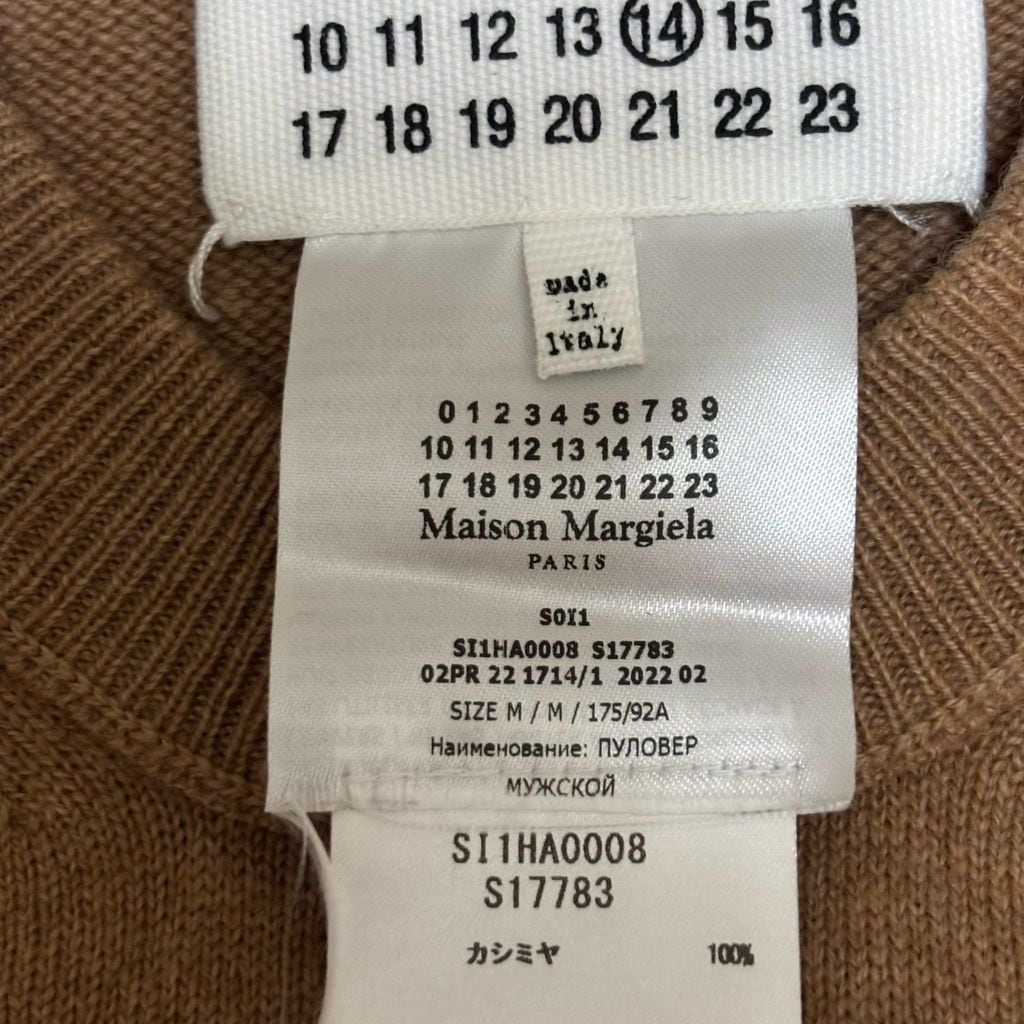 10 11 12 13 14 15 16
17 18 19 20 21 22 23
made
in
Italy
0 1 2 3 4 5 6 7 8 9
10 11 12 13 14 15 16
17 18 19 20 21 22 23
Maison Margiela
PARIS
S0I1
SI1HA0008 S17783
02PR 22 1714/1 2022 02
SIZE M / M / 175/92A
Наименование: ПУЛОВЕР
МУЖСКОЙ
SI1HA0008
S17783
カシミヤ 100%